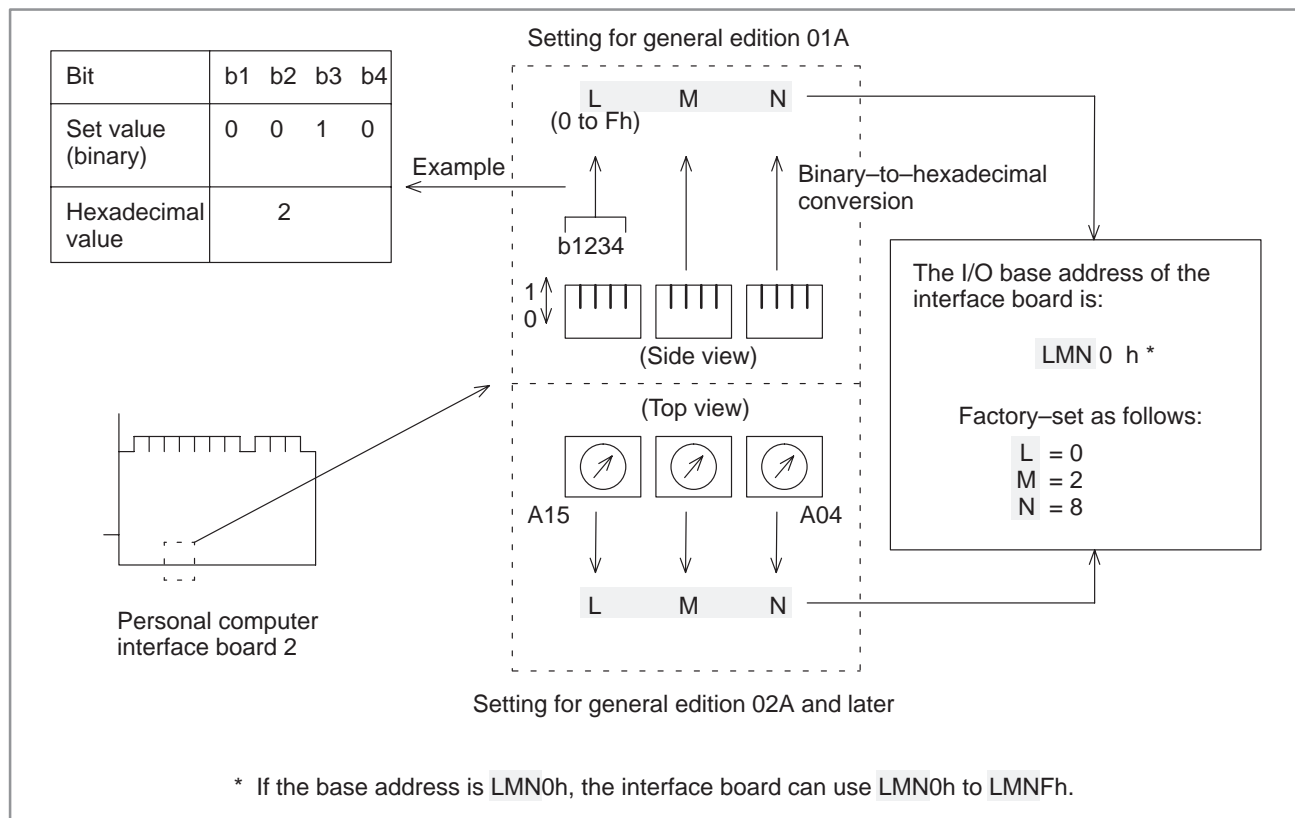 Setting for general edition 01A
Bit b1 b2 b3 b4
Set value (binary) 0 0 1 0
Hexadecimal value 2
Example
L M N
(0 to Fh)
Binary–to–hexadecimal
conversion
b1234
1
0
(Side view)
(Top view)
A15
A04
L M N
Setting for general edition 02A and later
Personal computer
interface board 2
The I/O base address of the
interface board is:
LMN 0 h *
Factory–set as follows:
L = 0
M = 2
N = 8
* If the base address is LMN0h, the interface board can use LMN0h to LMNFh.